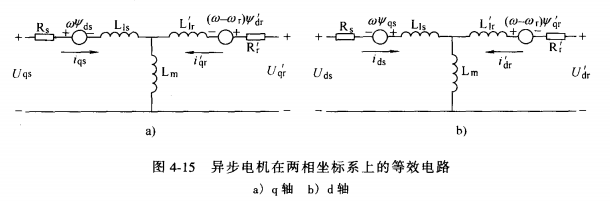 Rs + ωψds − Lls L′lr − (ω−ωr)ψ′dr + R′r
+ iqs i′qr +
Uqs Lm U′qr
− −
a)
Rs − ωψqs + Lls L′lr + (ω−ωr)ψ′qr − R′r
+ ids i′dr +
Uds Lm U′dr
− −
b)
图 4-15 异步电机在两相坐标系上的等效电路
a) q 轴 b) d 轴